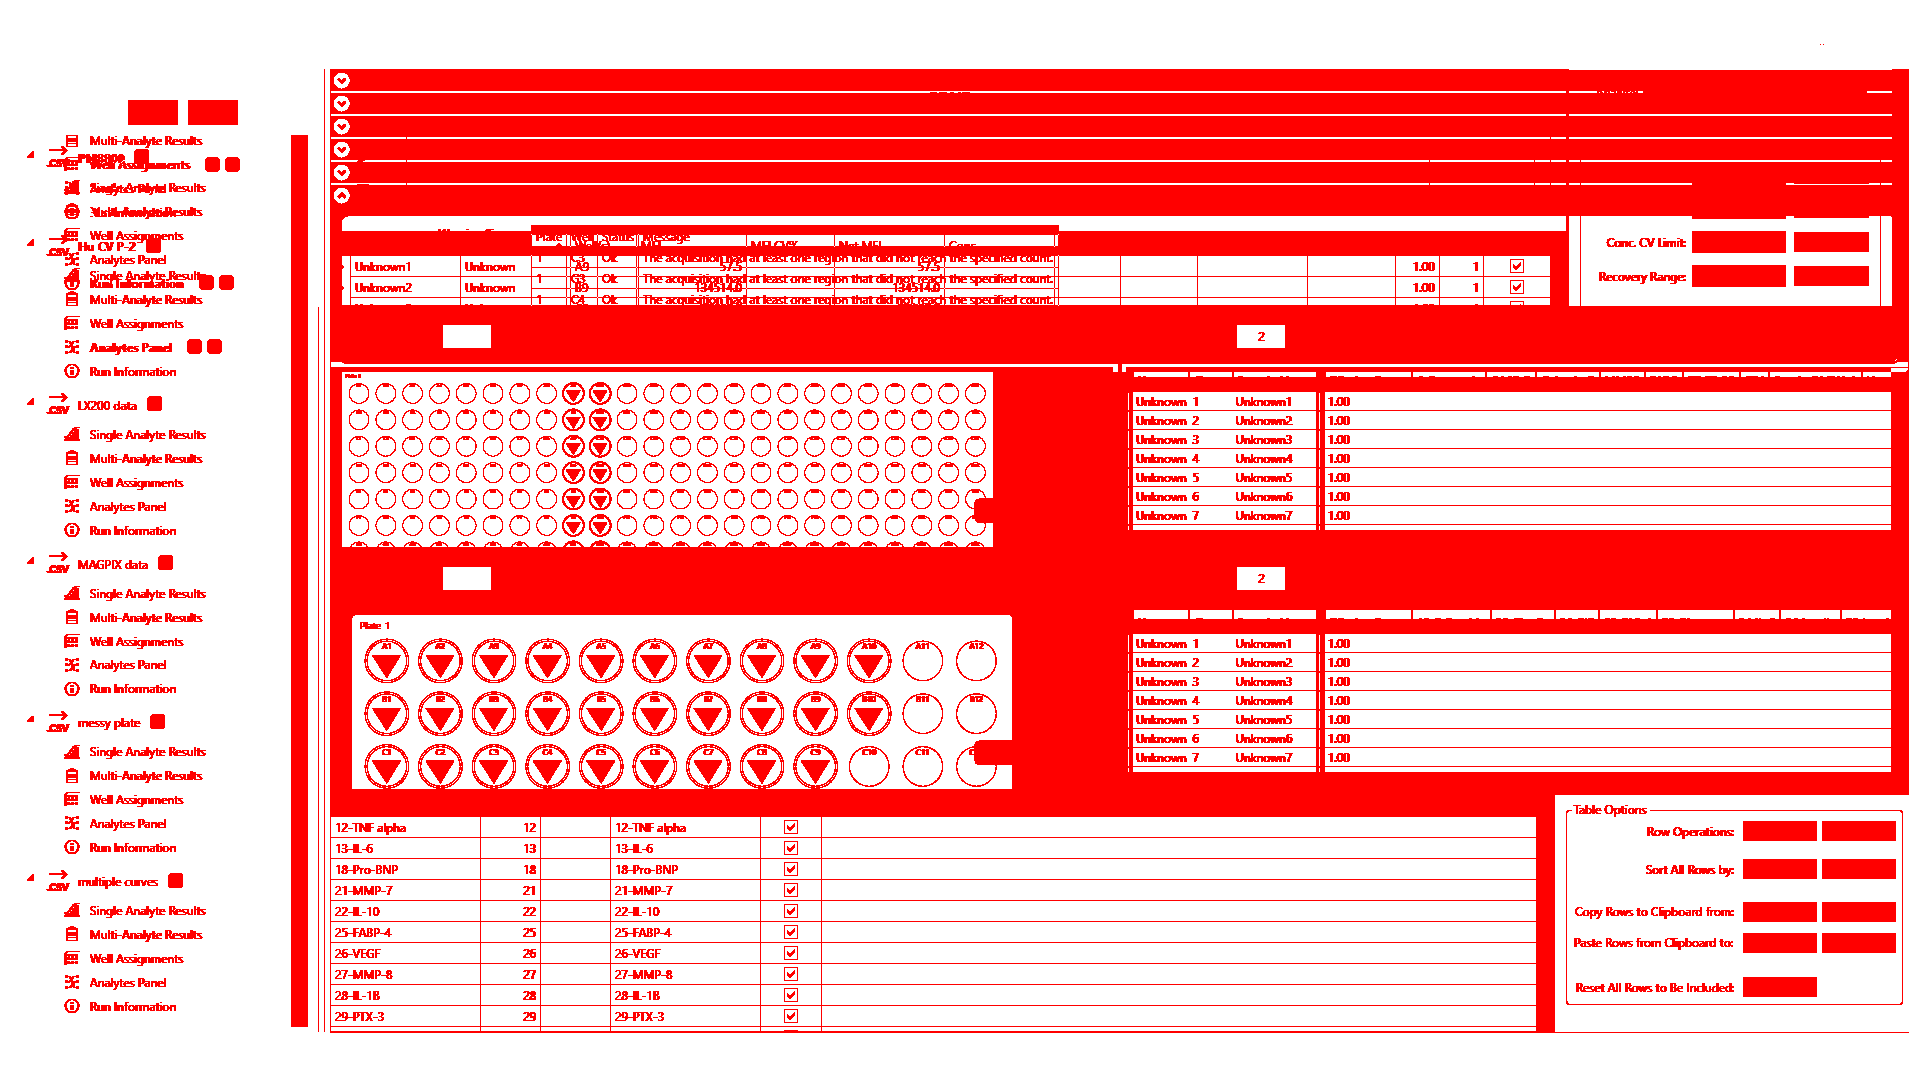 Multi-Analyte Results
Well Assignments
Single Analyte Results
Multi-Analyte Results
Well Assignments
Hu CV P-2
Analytes Panel
Single Analyte Results
Run Information
Multi-Analyte Results
Well Assignments
Analytes Panel
Run Information
.CSV LX200 data
Single Analyte Results
Multi-Analyte Results
Well Assignments
Analytes Panel
Run Information
.CSV MAGPIX data
Single Analyte Results
Multi-Analyte Results
Well Assignments
Analytes Panel
Run Information
.CSV messy plate
Single Analyte Results
Multi-Analyte Results
Well Assignments
Analytes Panel
Run Information
.CSV multiple curves
Single Analyte Results
Multi-Analyte Results
Well Assignments
Analytes Panel
Run Information
Plate Well Status Message
1 C3 Ok The acquisition had at least one region that did not reach the specified count.
Unknown1 Unknown A9 57.5 57.5 1.00 1
1 G3 Ok The acquisition had at least one region that did not reach the specified count.
Unknown2 Unknown B9 134514.0 134514.0 1.00 1
1 C4 Ok The acquisition had at least one region that did not reach the specified count.
Conc. CV Limit:
Recovery Range:
2
Unknown 1 Unknown1 1.00
Unknown 2 Unknown2 1.00
Unknown 3 Unknown3 1.00
Unknown 4 Unknown4 1.00
Unknown 5 Unknown5 1.00
Unknown 6 Unknown6 1.00
Unknown 7 Unknown7 1.00
2
Plate 1
A1 A2 A3 A4 A5 A6 A7 A8 A9 A10 A11 A12
B1 B2 B3 B4 B5 B6 B7 B8 B9 B10 B11 B12
C1 C2 C3 C4 C5 C6 C7 C8 C9 C10 C11
Unknown 1 Unknown1 1.00
Unknown 2 Unknown2 1.00
Unknown 3 Unknown3 1.00
Unknown 4 Unknown4 1.00
Unknown 5 Unknown5 1.00
Unknown 6 Unknown6 1.00
Unknown 7 Unknown7 1.00
12-TNF alpha 12 12-TNF alpha
13-IL-6 13 13-IL-6
18-Pro-BNP 18 18-Pro-BNP
21-MMP-7 21 21-MMP-7
22-IL-10 22 22-IL-10
25-FABP-4 25 25-FABP-4
26-VEGF 26 26-VEGF
27-MMP-8 27 27-MMP-8
28-IL-1B 28 28-IL-1B
29-PTX-3 29 29-PTX-3
Table Options
Row Operations:
Sort All Rows by:
Copy Rows to Clipboard from:
Paste Rows from Clipboard to:
Reset All Rows to Be Included: